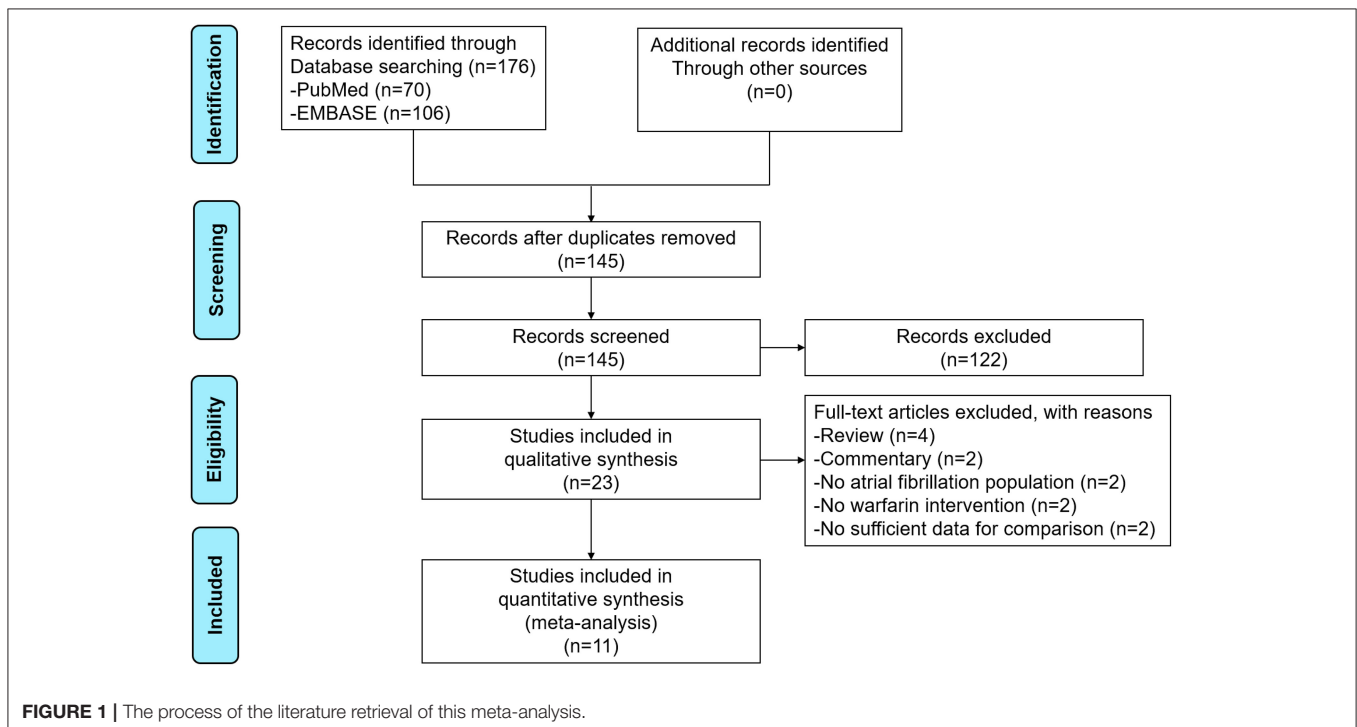 Identification
Records identified through
Database searching (n=176)
-PubMed (n=70)
-EMBASE (n=106)
Additional records identified
Through other sources
(n=0)
Screening
Records after duplicates removed
(n=145)
Records screened
(n=145)
Records excluded
(n=122)
Eligibility
Studies included in
qualitative synthesis
(n=23)
Full-text articles excluded, with reasons
-Review (n=4)
-Commentary (n=2)
-No atrial fibrillation population (n=2)
-No warfarin intervention (n=2)
-No sufficient data for comparison (n=2)
Included
Studies included in
quantitative synthesis
(meta-analysis)
(n=11)
FIGURE 1 | The process of the literature retrieval of this meta-analysis.